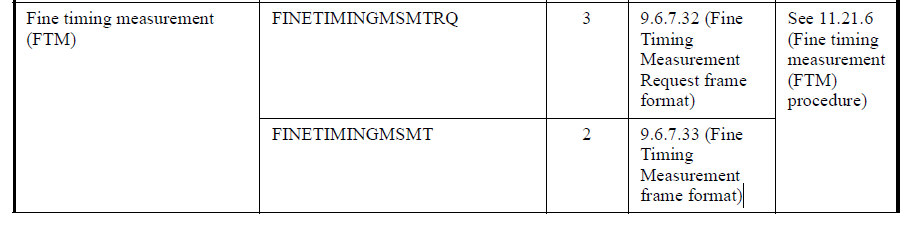 Fine timing measurement
(FTM)
FINETIMINGMSMTRQ
3
9.6.7.32 (Fine
Timing
Measurement
Request frame
format)
See 11.21.6
(Fine timing
measurement
(FTM)
procedure)
FINETIMINGMSMT
2
9.6.7.33 (Fine
Timing
Measurement
frame format)